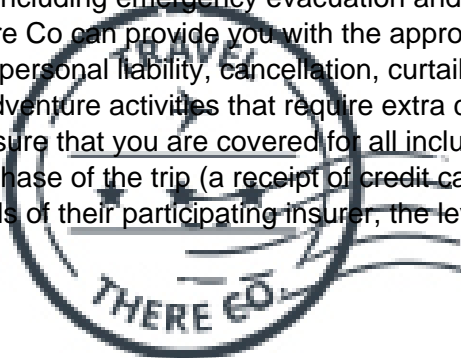 including emergency evacuation and
re Co can provide you with the appro
personal liability, cancellation, curtail
dventure activities that require extra c
sure that you are covered for all inclu
hase of the trip (a receipt of credit ca
ls of their participating insurer, the le
TRAVEL
THERE CO.